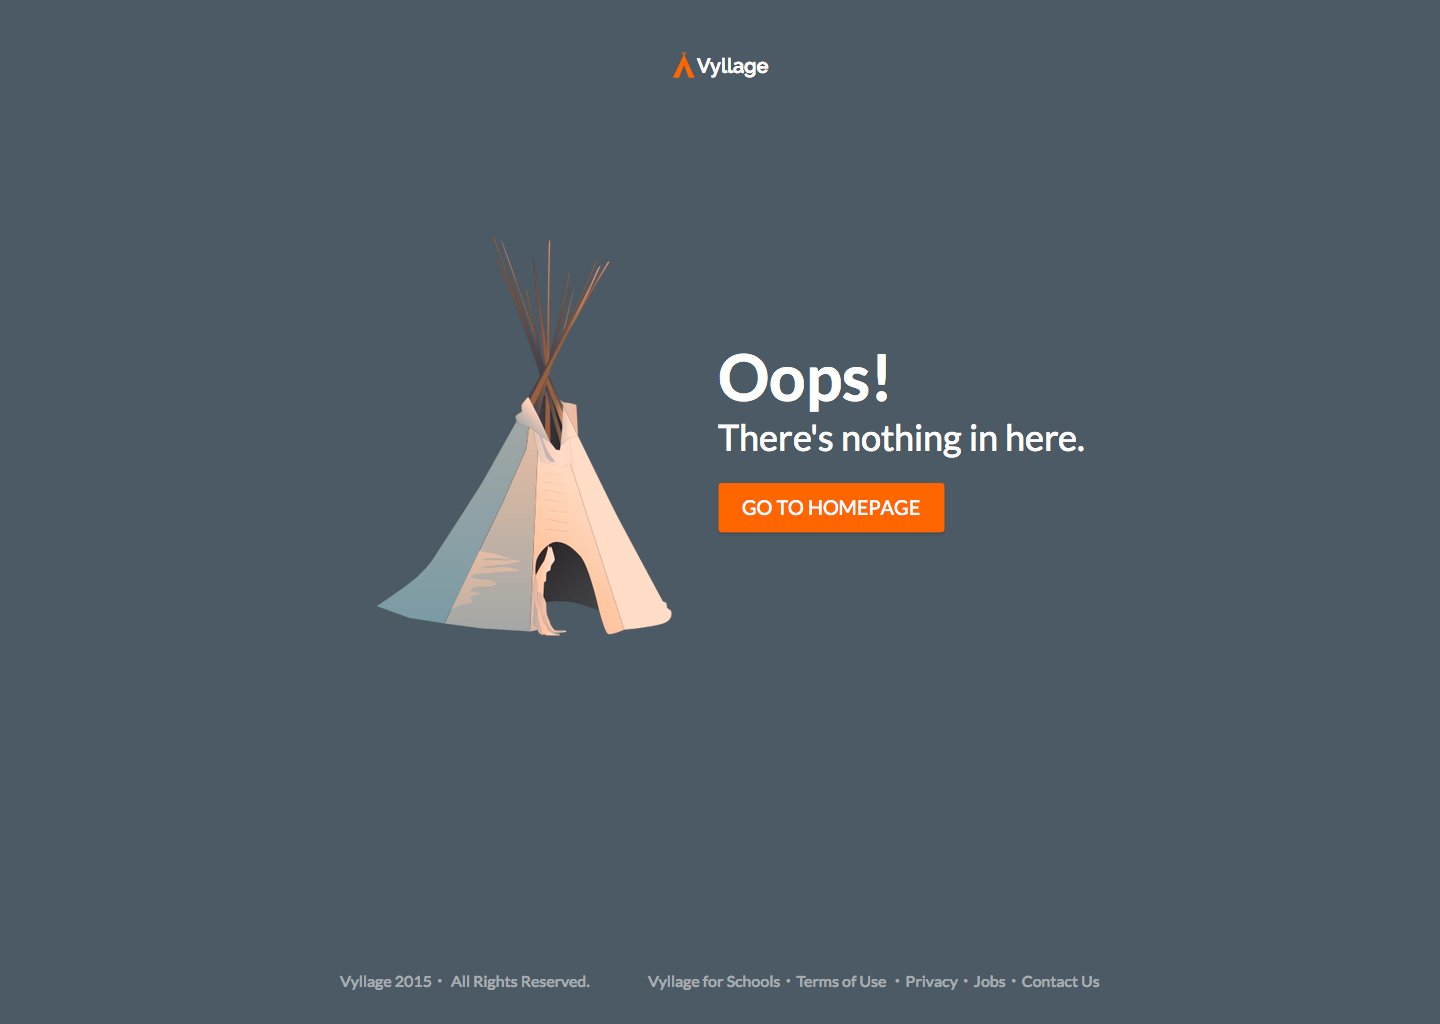 Vyllage
Oops!
There's nothing in here.
GO TO HOMEPAGE
Vyllage 2015 • All Rights Reserved. Vyllage for Schools • Terms of Use • Privacy • Jobs • Contact Us